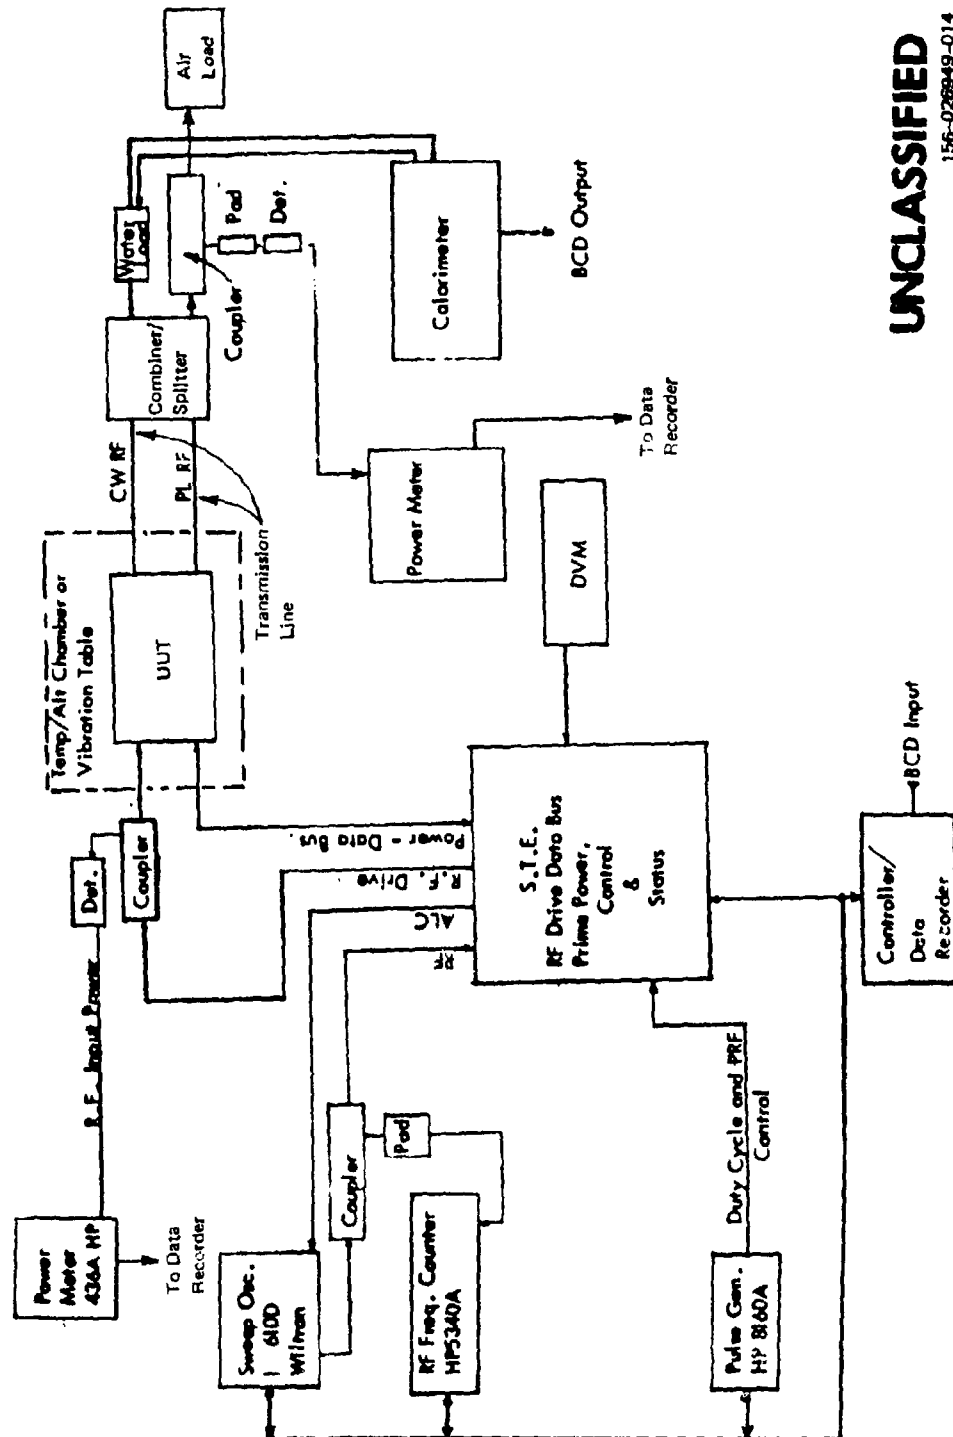 Air
Load
Water
Load
Pad
Det.
Combiner/
Splitter
Coupler
Calorimeter
BCD Output
UNCLASSIFIED
156-026949-014
CW RF
PL RF
Transmission
Line
Power Meter
To Data
Recorder
Temp/Alt Chamber or
Vibration Table
UUT
DVM
Det.
Coupler
R.F. Input Power
Power - Data Bus
R.F. Drive
ALC
RF
S.T.E.
RF Drive Data Bus
Prime Power,
Control
&
Status
BCD Input
Controller/
Data
Recorder
Power
Meter
436A HP
To Data
Recorder
Sweep Osc.
610D
Wiltron
Coupler
Pad
RF Freq. Counter
HP5340A
Duty Cycle and PRF
Control
Pulse Gen.
HP 8160A